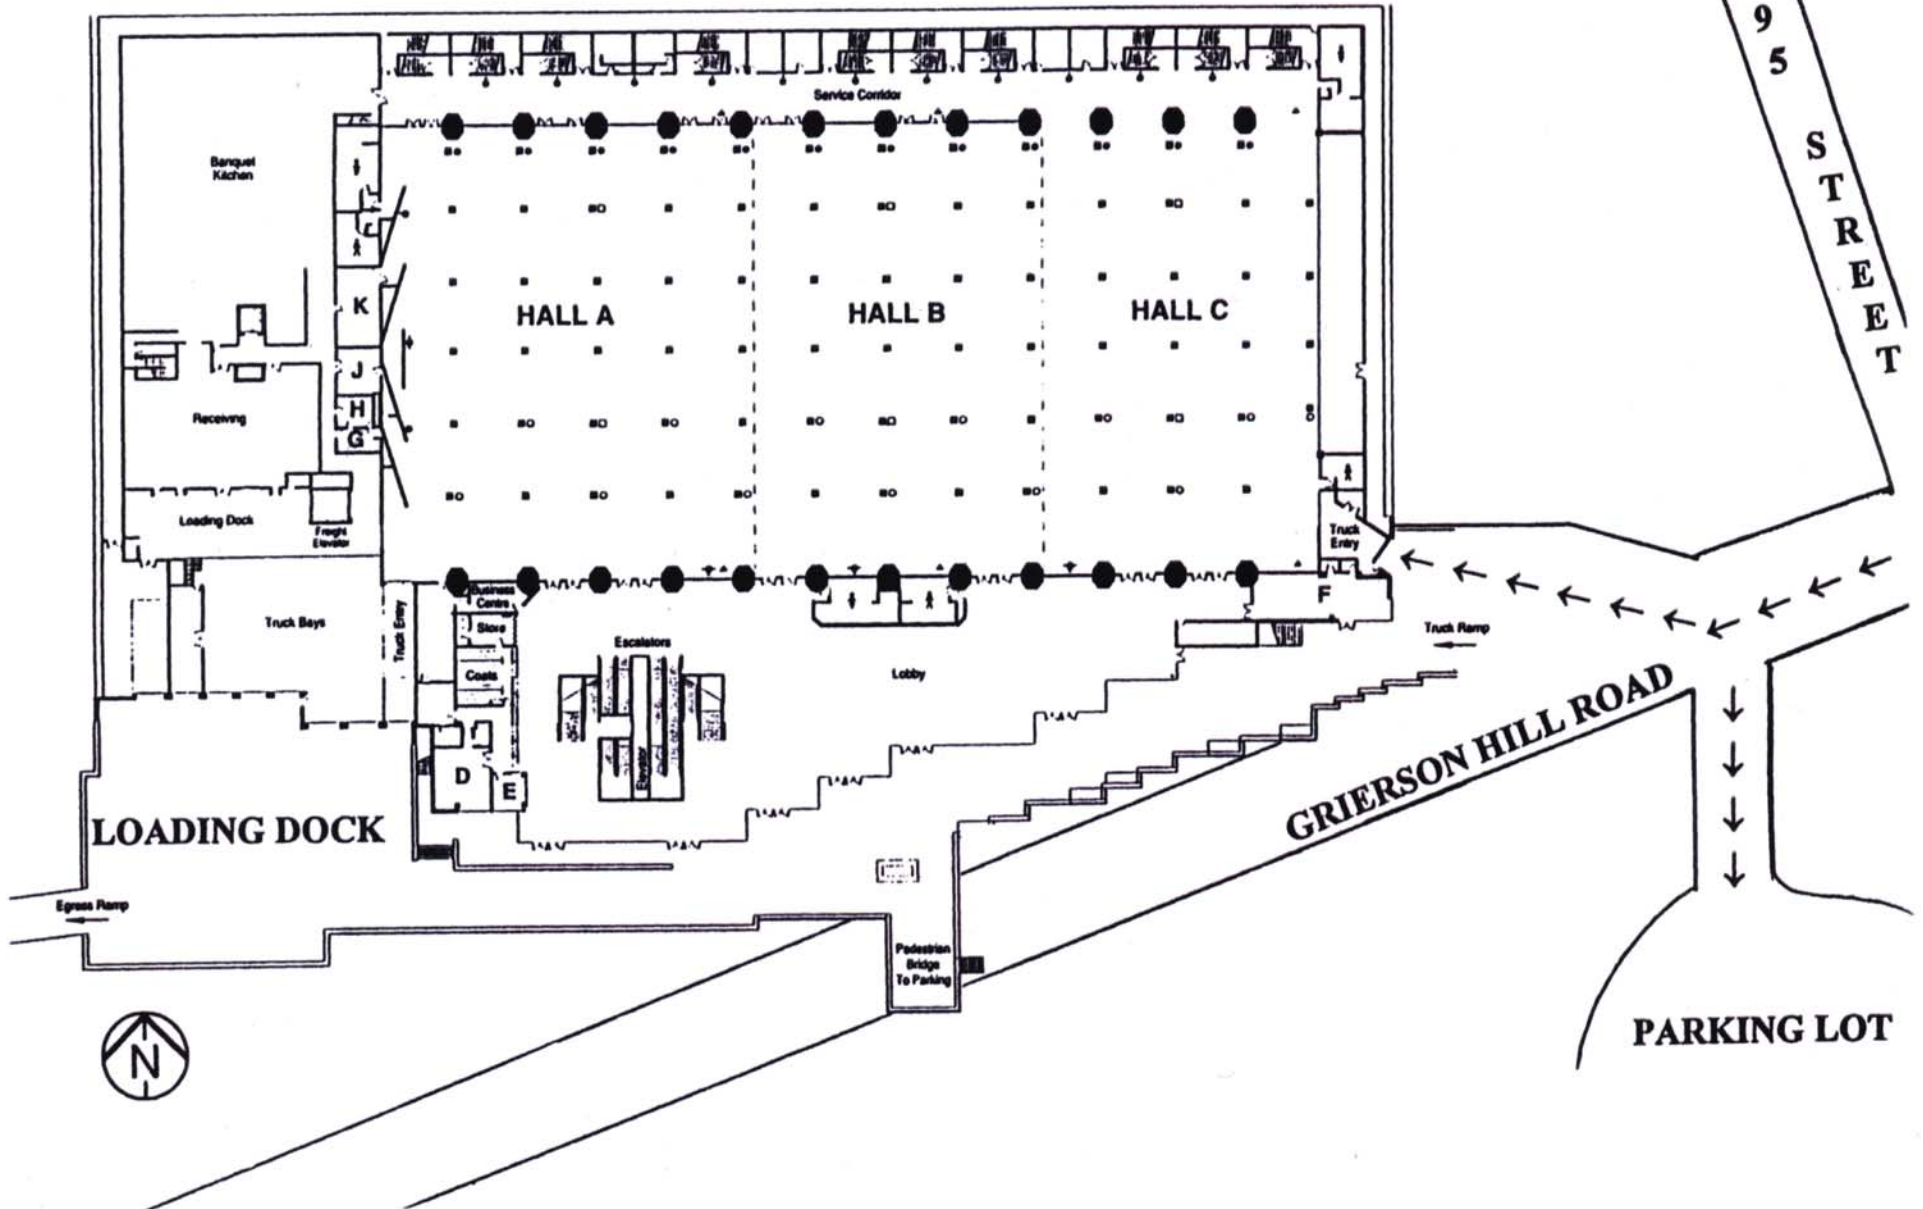 9
5
S
T
R
E
E
T
Service Corridor
Banquet
Kitchen
K
HALL A
HALL B
HALL C
J
H
G
Receiving
Loading Dock
Freight
Elevator
Truck
Entry
Business
Centre
F
Truck Bays
Truck Entry
Store
Escalators
Truck Ramp
Coats
Lobby
GRIERSON HILL ROAD
D
E
Elevator
LOADING DOCK
Egress Ramp
Pedestrian
Bridge
To Parking
N
PARKING LOT